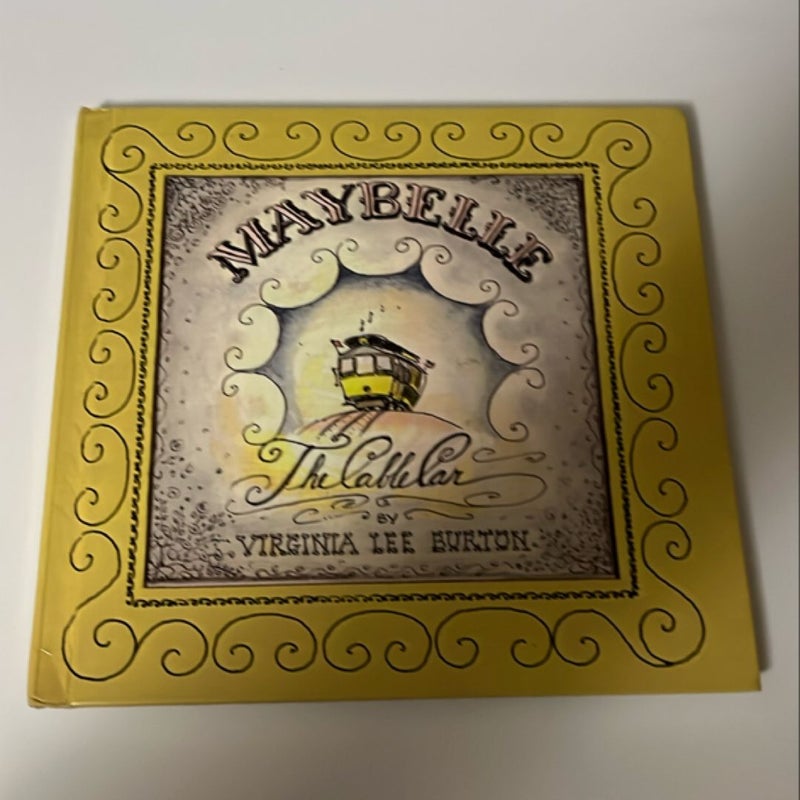 MAYBELLE
The Cable Car
BY
VIRGINIA LEE BURTON